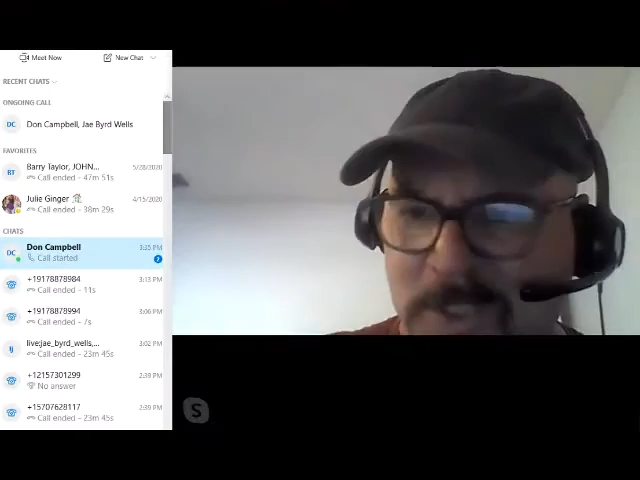 Meet Now
New Chat
RECENT CHATS
ONGOING CALL
DC
Don Campbell, Jae Byrd Wells
FAVORITES
BT
Barry Taylor, JOHN...
5/28/2020
Call ended - 47m 51s
Julie Ginger
4/15/2020
Call ended - 38m 29s
CHATS
DC
Don Campbell
3:35 PM
Call started
+19178878984
3:13 PM
Call ended - 11s
+19178878994
3:06 PM
Call ended - 7s
live:jae_byrd_wells,...
3:02 PM
Call ended - 23m 45s
+12157301299
2:39 PM
No answer
+15707628117
2:39 PM
Call ended - 23m 45s
S